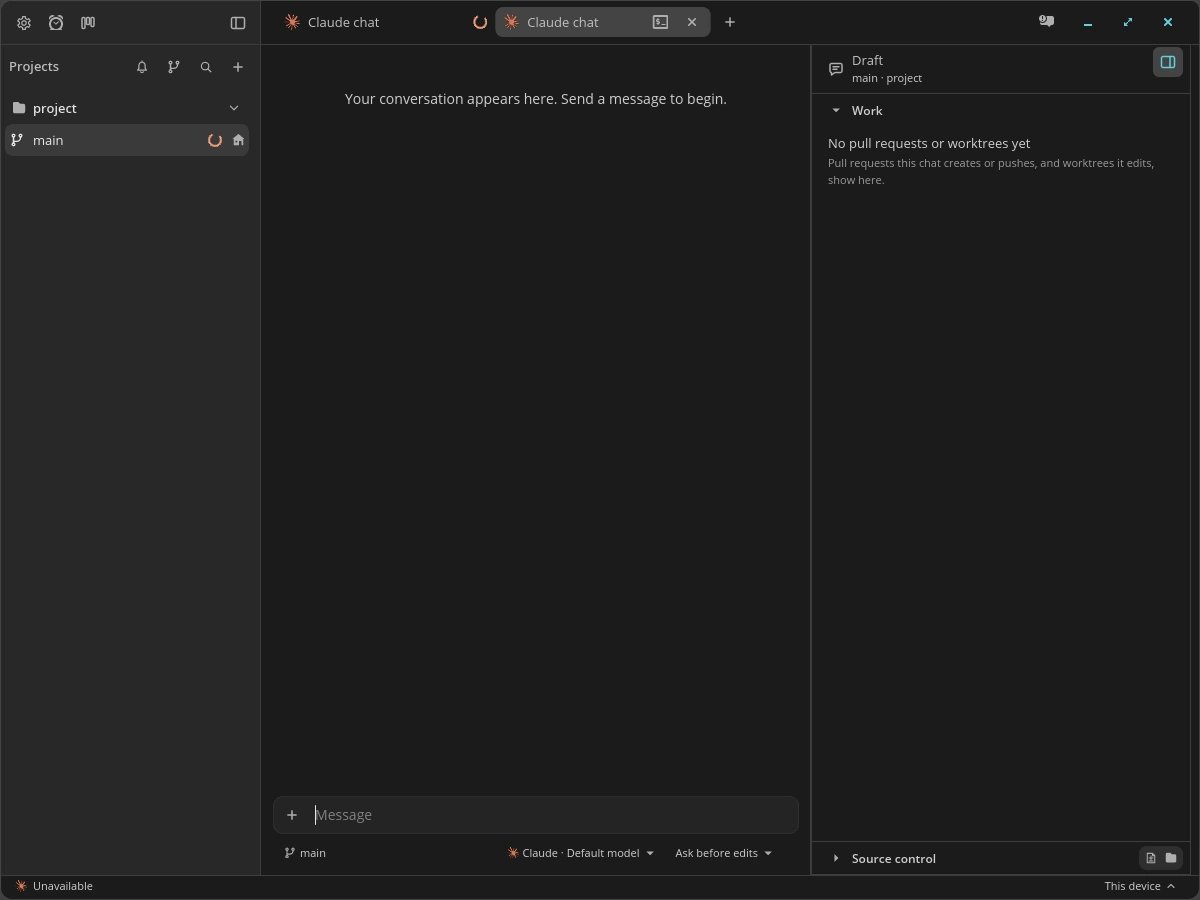 Claude chat
Claude chat
Projects
project
main
Your conversation appears here. Send a message to begin.
Draft
main · project
Work
No pull requests or worktrees yet
Pull requests this chat creates or pushes, and worktrees it edits,
show here.
Message
main
Claude · Default model
Ask before edits
Source control
Unavailable
This device